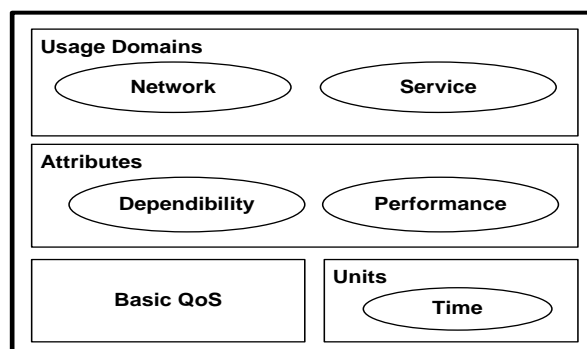 Usage Domains
Network Service
Attributes
Dependibility Performance
Basic QoS
Units
Time